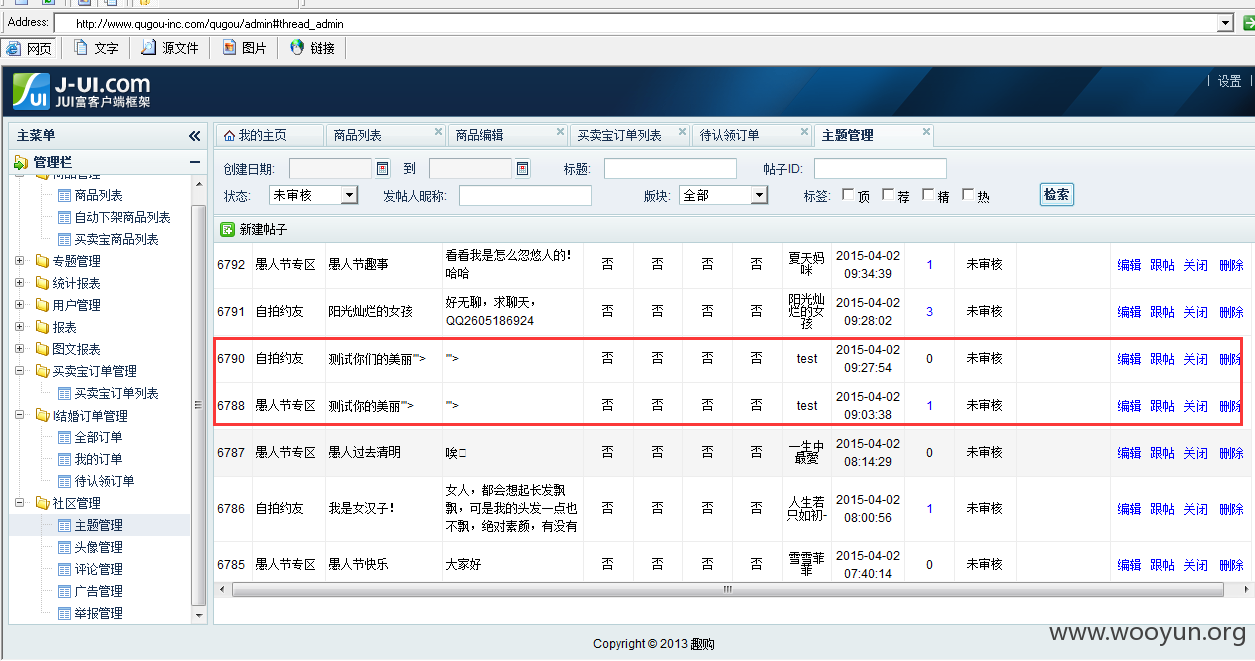 Address: http://www.qugou-inc.com/qugou/admin#thread_admin
网页 文字 源文件 图片 链接
J-UI.com
JUI富客户端框架
设置
主菜单
管理栏
商品管理
商品列表
自动下架商品列表
买卖宝商品列表
专题管理
统计报表
用户管理
报表
图文报表
买卖宝订单管理
买卖宝订单列表
I结婚订单管理
全部订单
我的订单
待认领订单
社区管理
主题管理
头像管理
评论管理
广告管理
举报管理
我的主页 商品列表 商品编辑 买卖宝订单列表 待认领订单 主题管理
创建日期: 到 标题: 帖子ID:
状态: 未审核 发帖人昵称: 版块: 全部 标签: 顶 荐 精 热 检索
新建帖子
6792 愚人节专区 愚人节趣事 看看我是怎么忽悠人的！哈哈 否 否 否 否 夏天妈咪 2015-04-02 09:34:39 1 未审核 编辑 跟帖 关闭 删除
6791 自拍约友 阳光灿烂的女孩 好无聊，求聊天，QQ2605186924 否 否 否 否 阳光灿烂的女孩 2015-04-02 09:28:02 3 未审核 编辑 跟帖 关闭 删除
6790 自拍约友 测试你们的美丽""> ""> 否 否 否 否 test 2015-04-02 09:27:54 0 未审核 编辑 跟帖 关闭 删除
6788 愚人节专区 测试你的美丽""> ""> 否 否 否 否 test 2015-04-02 09:03:38 1 未审核 编辑 跟帖 关闭 删除
6787 愚人节专区 愚人过去清明 唉□ 否 否 否 否 一生中最愛 2015-04-02 08:14:29 0 未审核 编辑 跟帖 关闭 删除
6786 自拍约友 我是女汉子！ 女人，都会想起长发飘飘，可是我的头发一点也不飘，绝对素颜，有没有 否 否 否 否 人生若只如初- 2015-04-02 08:00:56 1 未审核 编辑 跟帖 关闭 删除
6785 愚人节专区 愚人节快乐 大家好 否 否 否 否 雪雪菲菲 2015-04-02 07:40:14 0 未审核 编辑 跟帖 关闭 删除
Copyright © 2013 趣购
www.wooyun.org